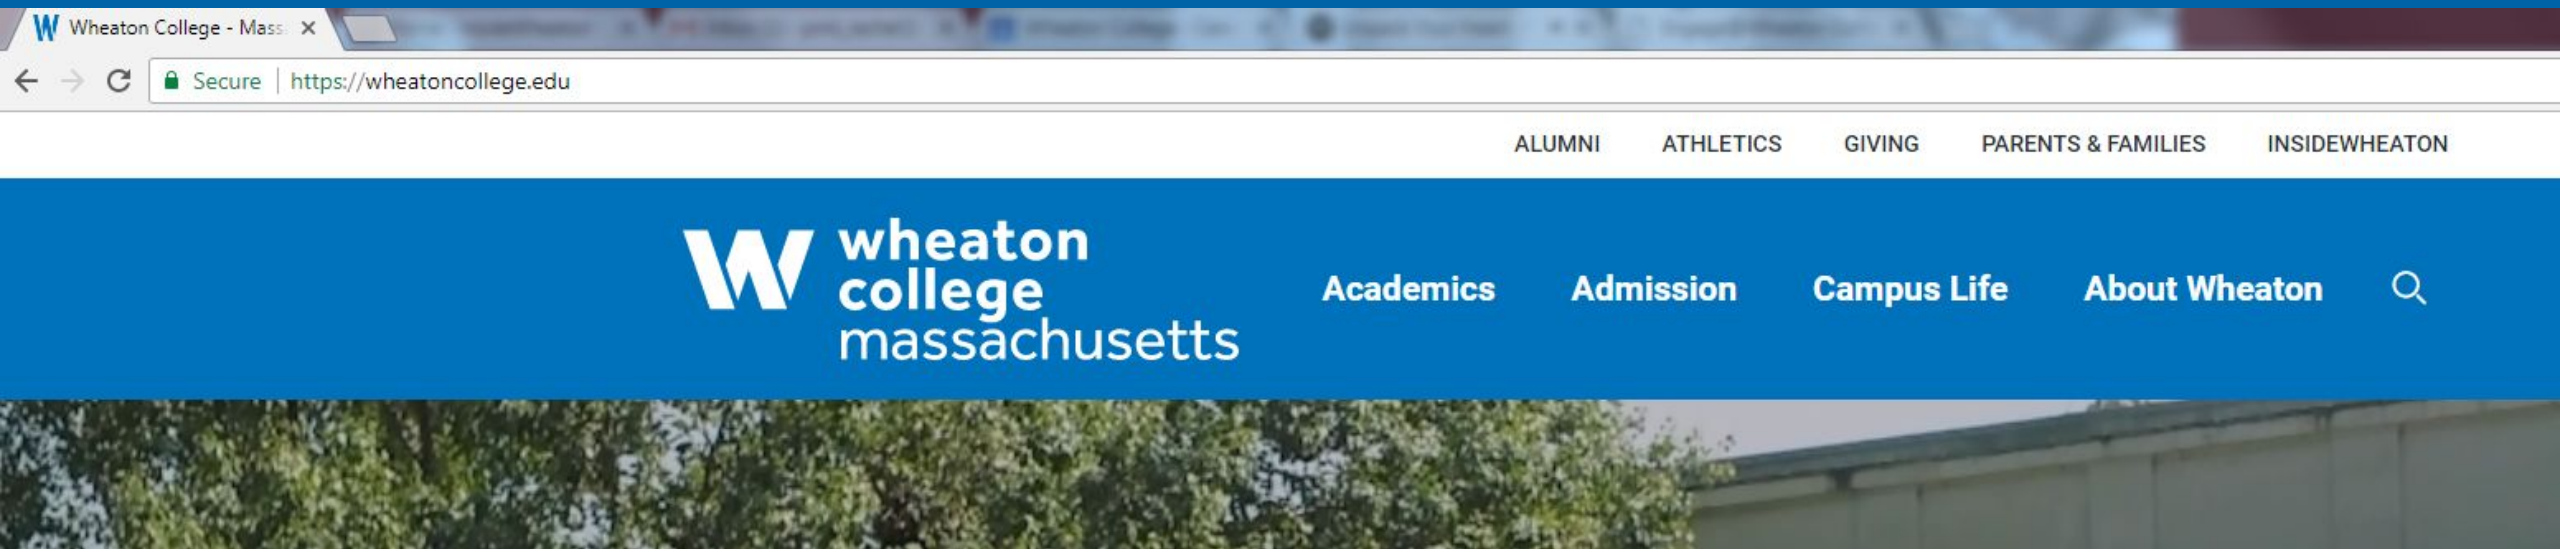 Wheaton College - Mass
Secure https://wheatoncollege.edu
ALUMNI ATHLETICS GIVING PARENTS & FAMILIES INSIDEWHEATON
wheaton
college
massachusetts
Academics Admission Campus Life About Wheaton